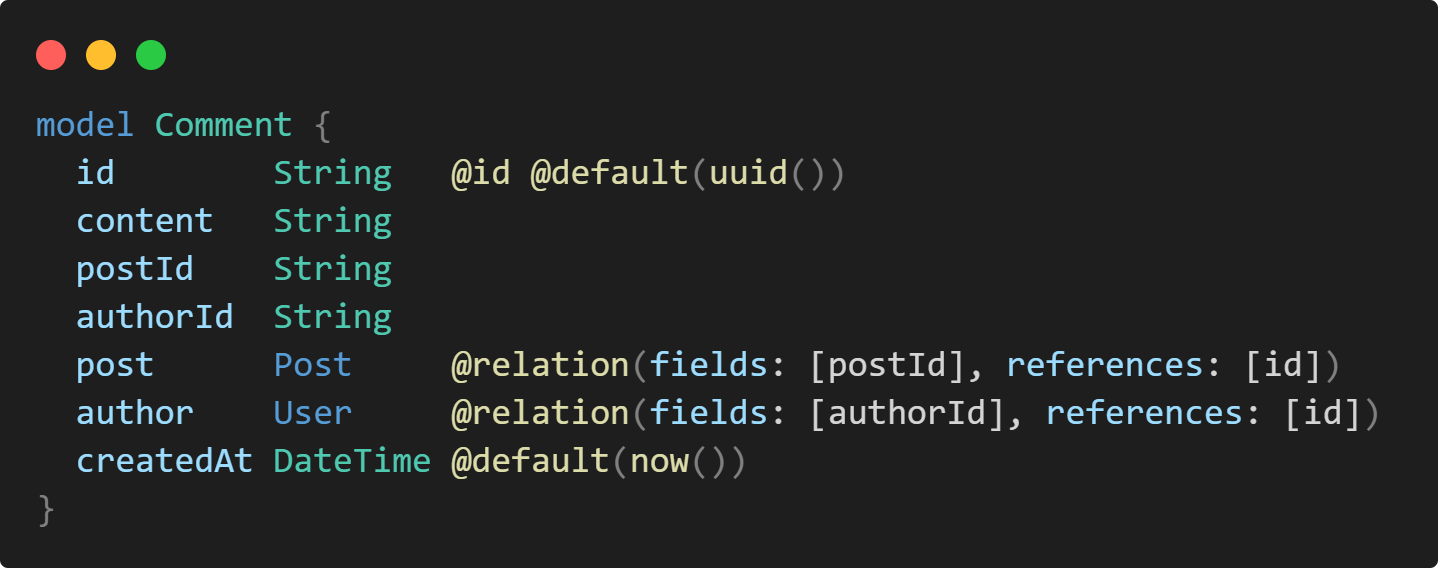 model Comment {
  id        String   @id @default(uuid())
  content   String
  postId    String
  authorId  String
  post      Post     @relation(fields: [postId], references: [id])
  author    User     @relation(fields: [authorId], references: [id])
  createdAt DateTime @default(now())
}